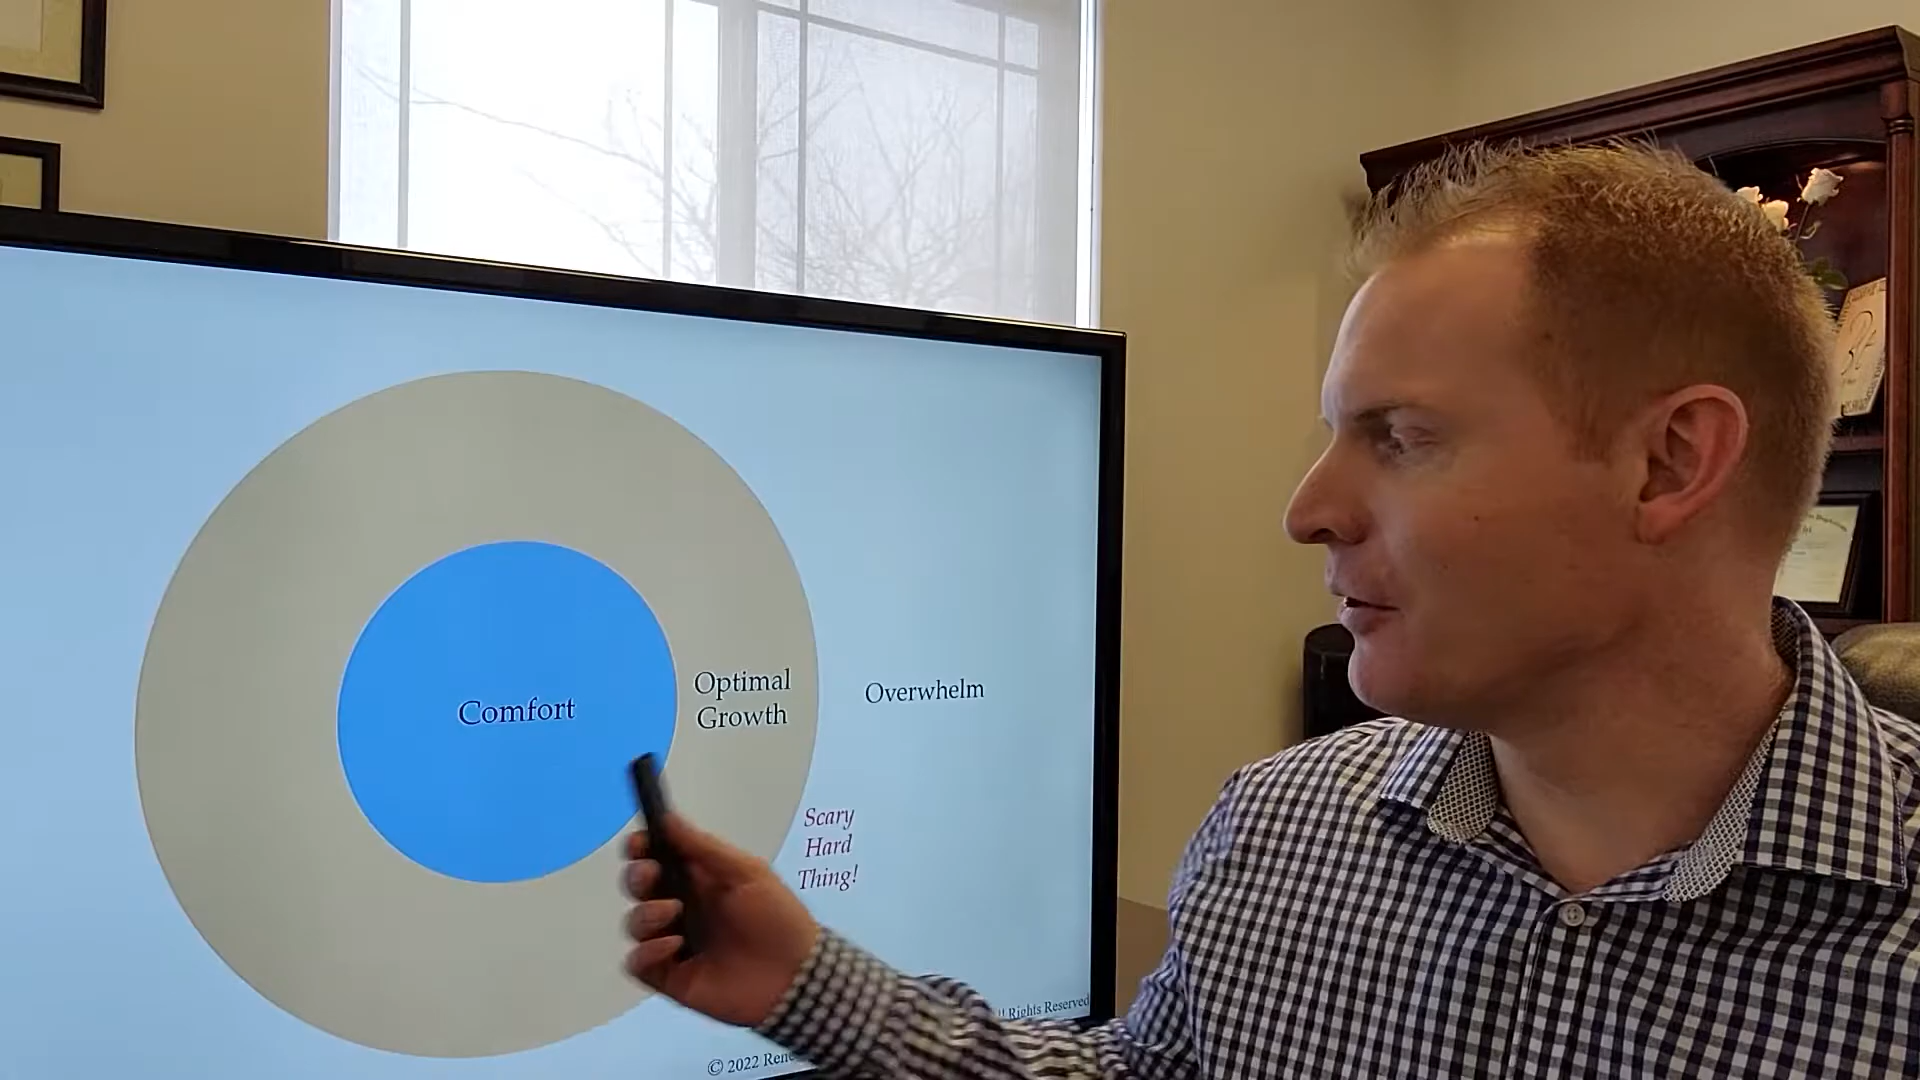 Comfort
Optimal
Growth
Overwhelm
Scary
Hard
Thing!
Rights Reserved
© 2022